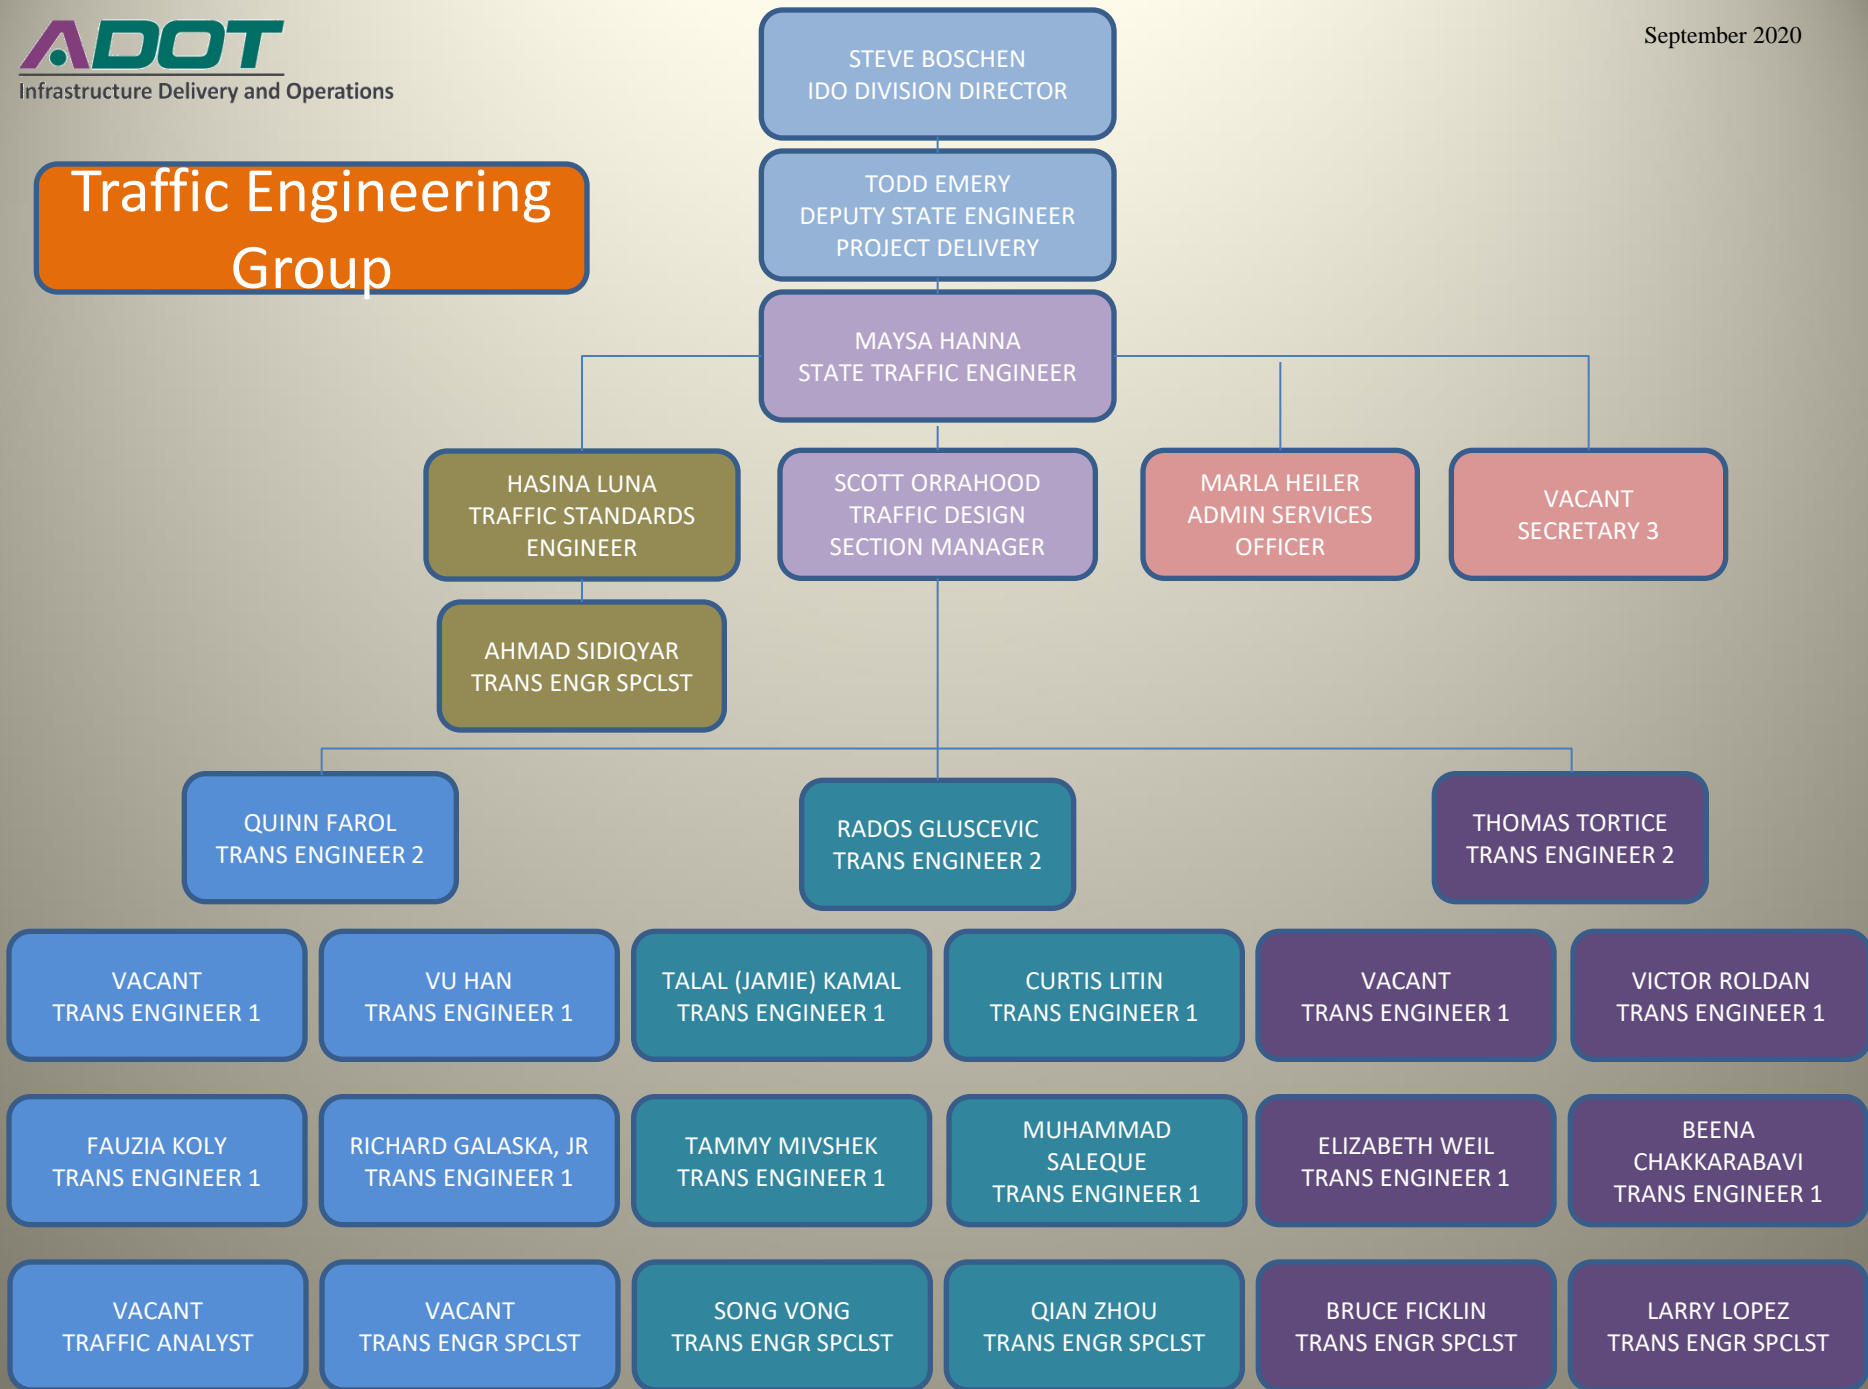 ADOT
Infrastructure Delivery and Operations
September 2020
Traffic Engineering
Group
STEVE BOSCHEN
IDO DIVISION DIRECTOR
TODD EMERY
DEPUTY STATE ENGINEER
PROJECT DELIVERY
MAYSA HANNA
STATE TRAFFIC ENGINEER
HASINA LUNA
TRAFFIC STANDARDS
ENGINEER
SCOTT ORRAHOOD
TRAFFIC DESIGN
SECTION MANAGER
MARLA HEILER
ADMIN SERVICES
OFFICER
VACANT
SECRETARY 3
AHMAD SIDIQYAR
TRANS ENGR SPCLST
QUINN FAROL
TRANS ENGINEER 2
RADOS GLUSCEVIC
TRANS ENGINEER 2
THOMAS TORTICE
TRANS ENGINEER 2
VACANT
TRANS ENGINEER 1
VU HAN
TRANS ENGINEER 1
TALAL (JAMIE) KAMAL
TRANS ENGINEER 1
CURTIS LITIN
TRANS ENGINEER 1
VACANT
TRANS ENGINEER 1
VICTOR ROLDAN
TRANS ENGINEER 1
FAUZIA KOLY
TRANS ENGINEER 1
RICHARD GALASKA, JR
TRANS ENGINEER 1
TAMMY MIVSHEK
TRANS ENGINEER 1
MUHAMMAD
SALEQUE
TRANS ENGINEER 1
ELIZABETH WEIL
TRANS ENGINEER 1
BEENA
CHAKKARABAVI
TRANS ENGINEER 1
VACANT
TRAFFIC ANALYST
VACANT
TRANS ENGR SPCLST
SONG VONG
TRANS ENGR SPCLST
QIAN ZHOU
TRANS ENGR SPCLST
BRUCE FICKLIN
TRANS ENGR SPCLST
LARRY LOPEZ
TRANS ENGR SPCLST